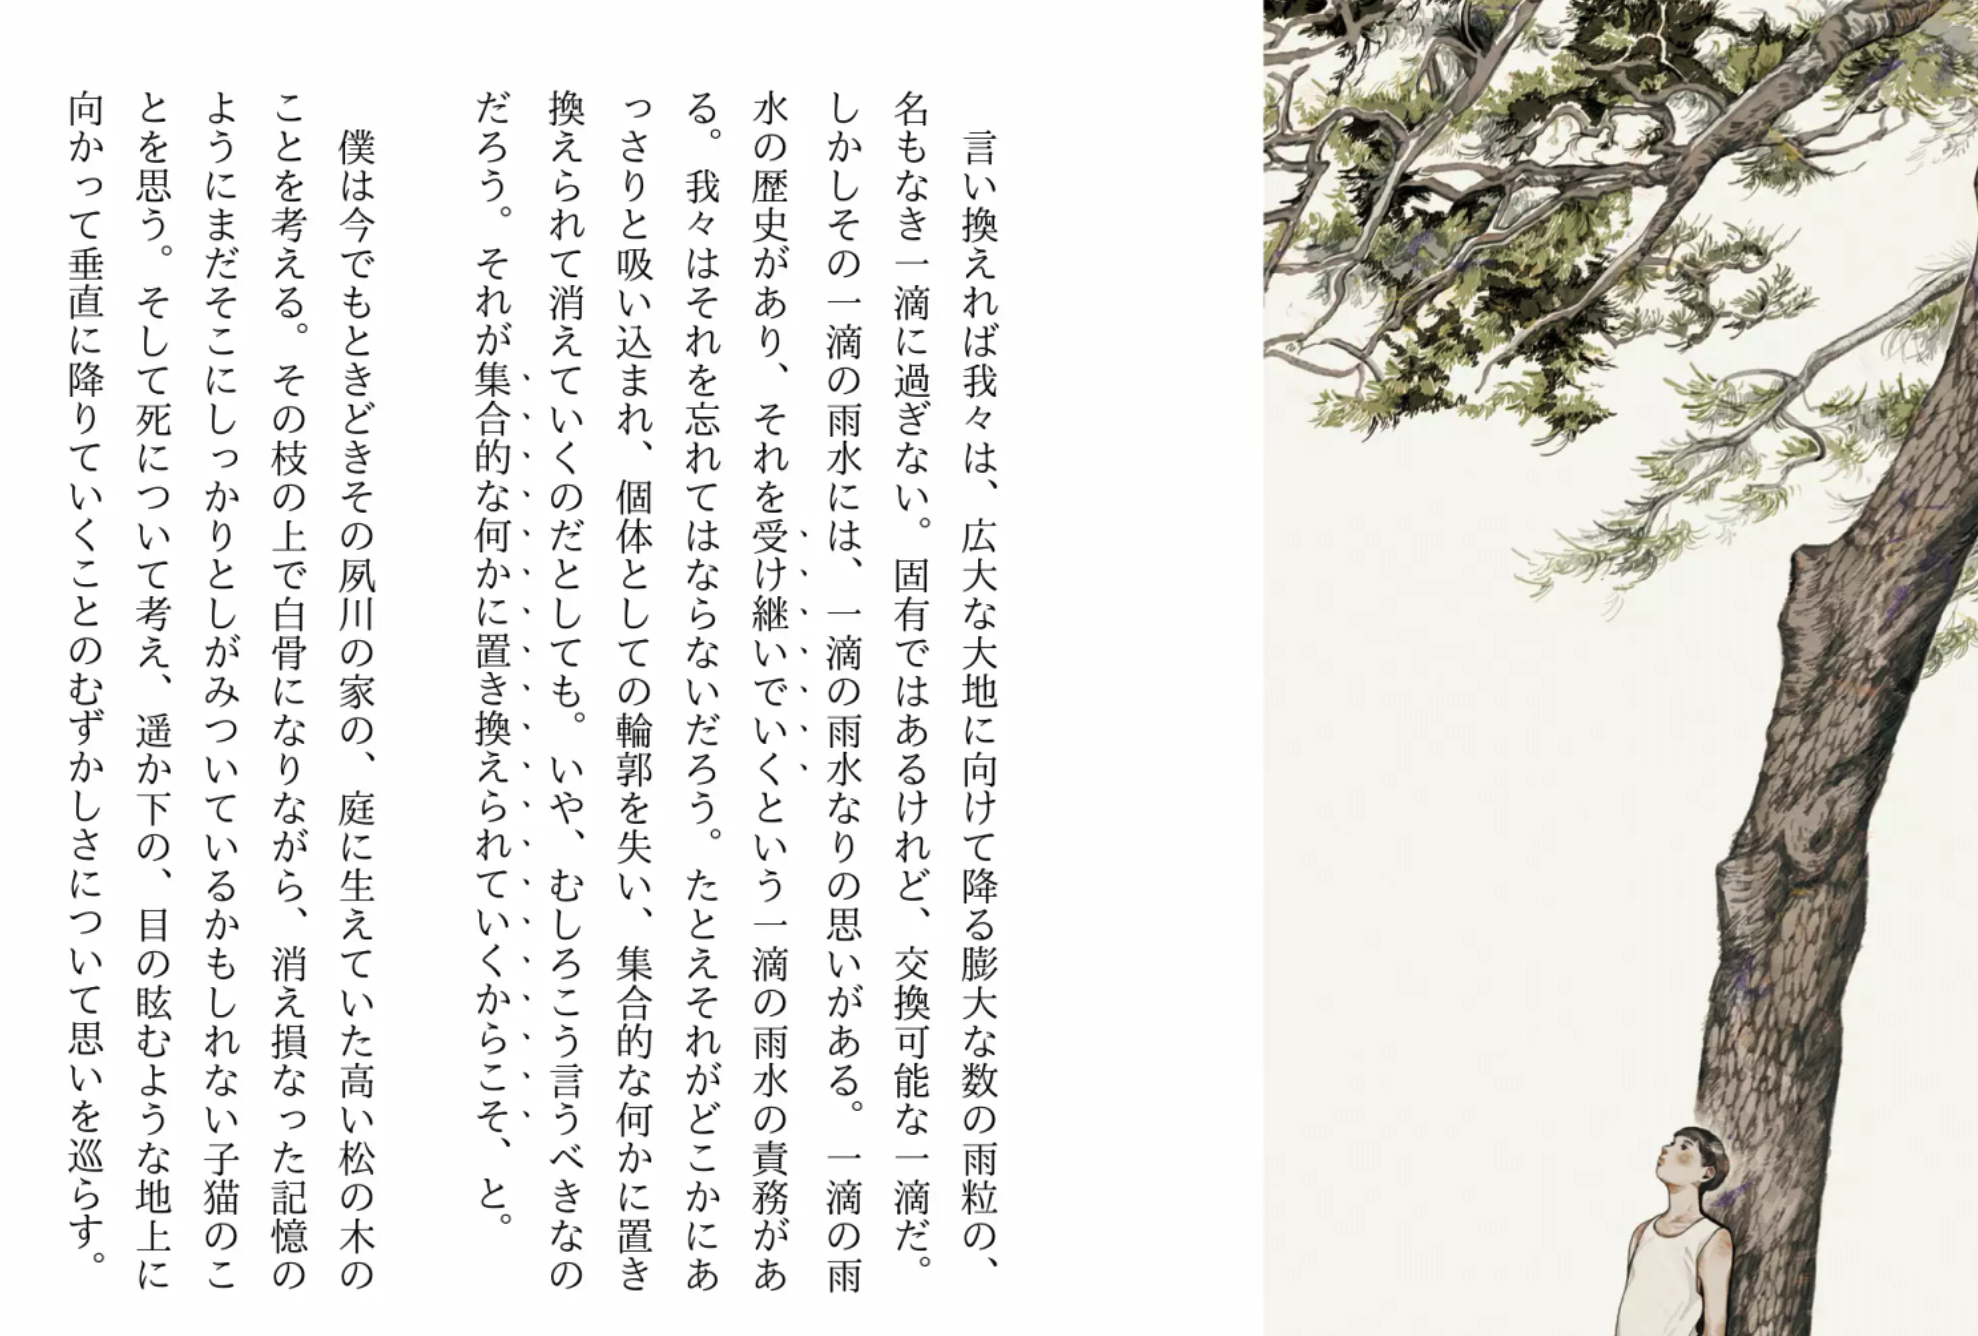 言い換えれば我々は、広大な大地に向けて降る膨大な数の雨粒の、
名もなき一滴に過ぎない。固有ではあるけれど、交換可能な一滴だ。
しかしその一滴の雨水には、一滴の雨水なりの思いがある。一滴の雨
水の歴史があり、それを受け継いでいくという一滴の雨水の責務があ
る。我々はそれを忘れてはならないだろう。たとえそれがどこかにあ
っさりと吸い込まれ、個体としての輪郭を失い、集合的な何かに置き
換えられて消えていくのだとしても。いや、むしろこう言うべきなの
だろう。それが集合的な何かに置き換えられていくからこそ、と。
僕は今でもときどきその夙川の家の、庭に生えていた高い松の木の
ことを考える。その枝の上で白骨になりながら、消え損なった記憶の
ようにまだそこにしっかりとしがみついているかもしれない子猫のこ
とを思う。そして死について考え、遥か下の、目の眩むような地上に
向かって垂直に降りていくことのむずかしさについて思いを巡らす。